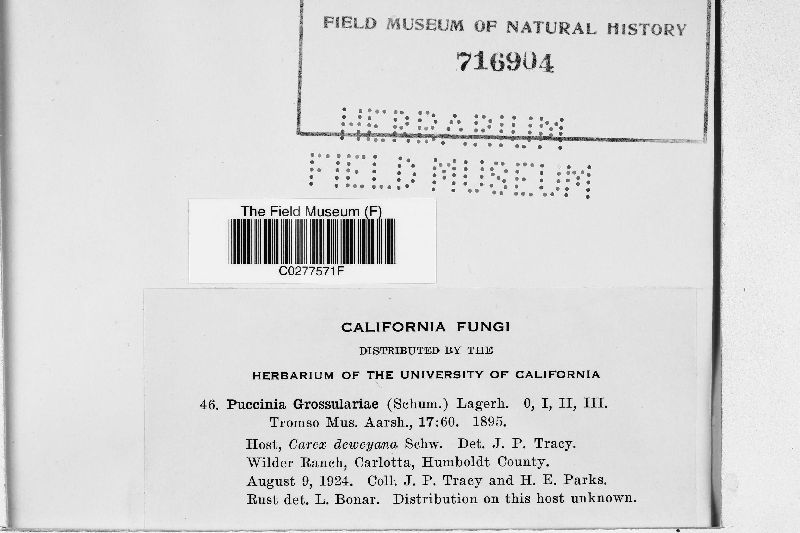 FIELD MUSEUM OF NATURAL HISTORY
716904
HERBARIUM
FIELD MUSEUM
The Field Museum (F)
C0277571F
CALIFORNIA FUNGI
DISTRIBUTED BY THE
HERBARIUM OF THE UNIVERSITY OF CALIFORNIA
46. Puccinia Grossulariae (Schum.) Lagerh. 0, I, II, III.
Tromso Mus. Aarsh., 17:60. 1895.
Host, Carex deweyana Schw. Det. J. P. Tracy.
Wilder Ranch, Carlotta, Humboldt County.
August 9, 1924. Coll. J. P. Tracy and H. E. Parks.
Rust det. L. Bonar. Distribution on this host unknown.